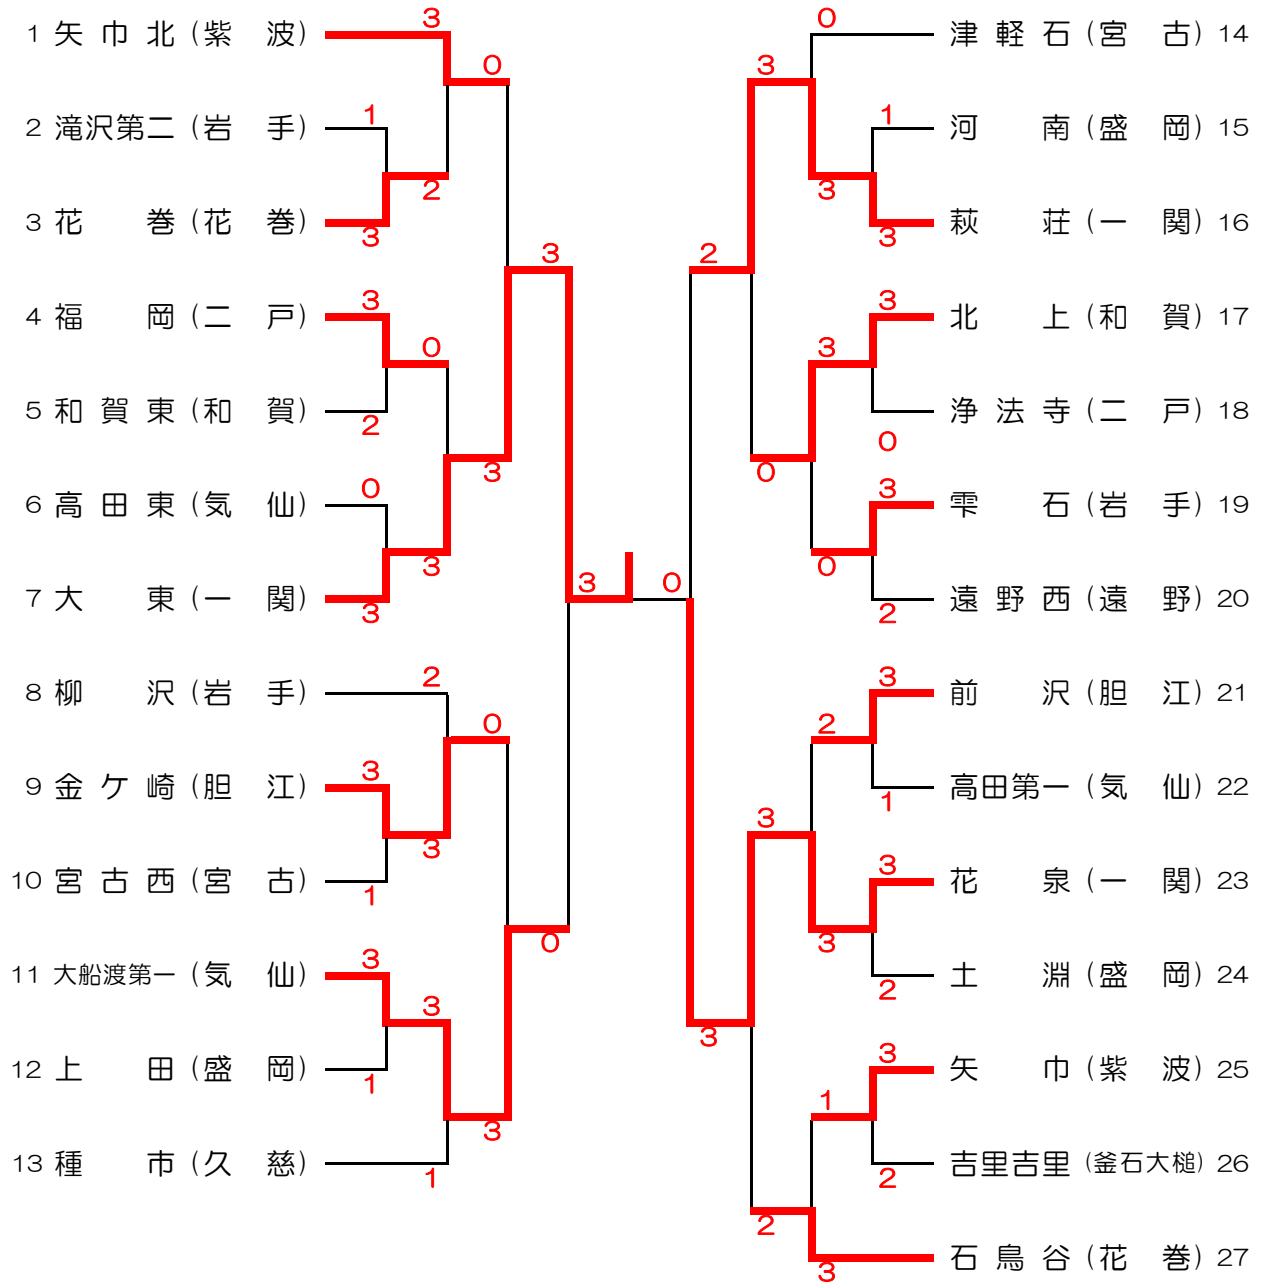 3
0
1 矢巾北(紫波)
津軽石(宮古) 14
0
3
1
1
2 滝沢第二(岩手)
河南(盛岡) 15
2
3
3 花巻(花巻)
萩荘(一関) 16
3
3
3
2
3
3
4 福岡(二戸)
北上(和賀) 17
0
3
5 和賀東(和賀)
浄法寺(二戸) 18
2
0
3
0
0
3
6 高田東(気仙)
雫石(岩手) 19
3
0
3
0
7 大東(一関)
遠野西(遠野) 20
3
2
2
3
8 柳沢(岩手)
前沢(胆江) 21
0
2
3
9 金ケ崎(胆江)
高田第一(気仙) 22
1
3
3
3
10 宮古西(宮古)
花泉(一関) 23
1
0
3
3
11 大船渡第一(気仙)
土淵(盛岡) 24
2
3
3
3
12 上田(盛岡)
矢巾(紫波) 25
1
1
3
13 種市(久慈)
吉里吉里(釜石大槌) 26
1
2
2
石鳥谷(花巻) 27
3